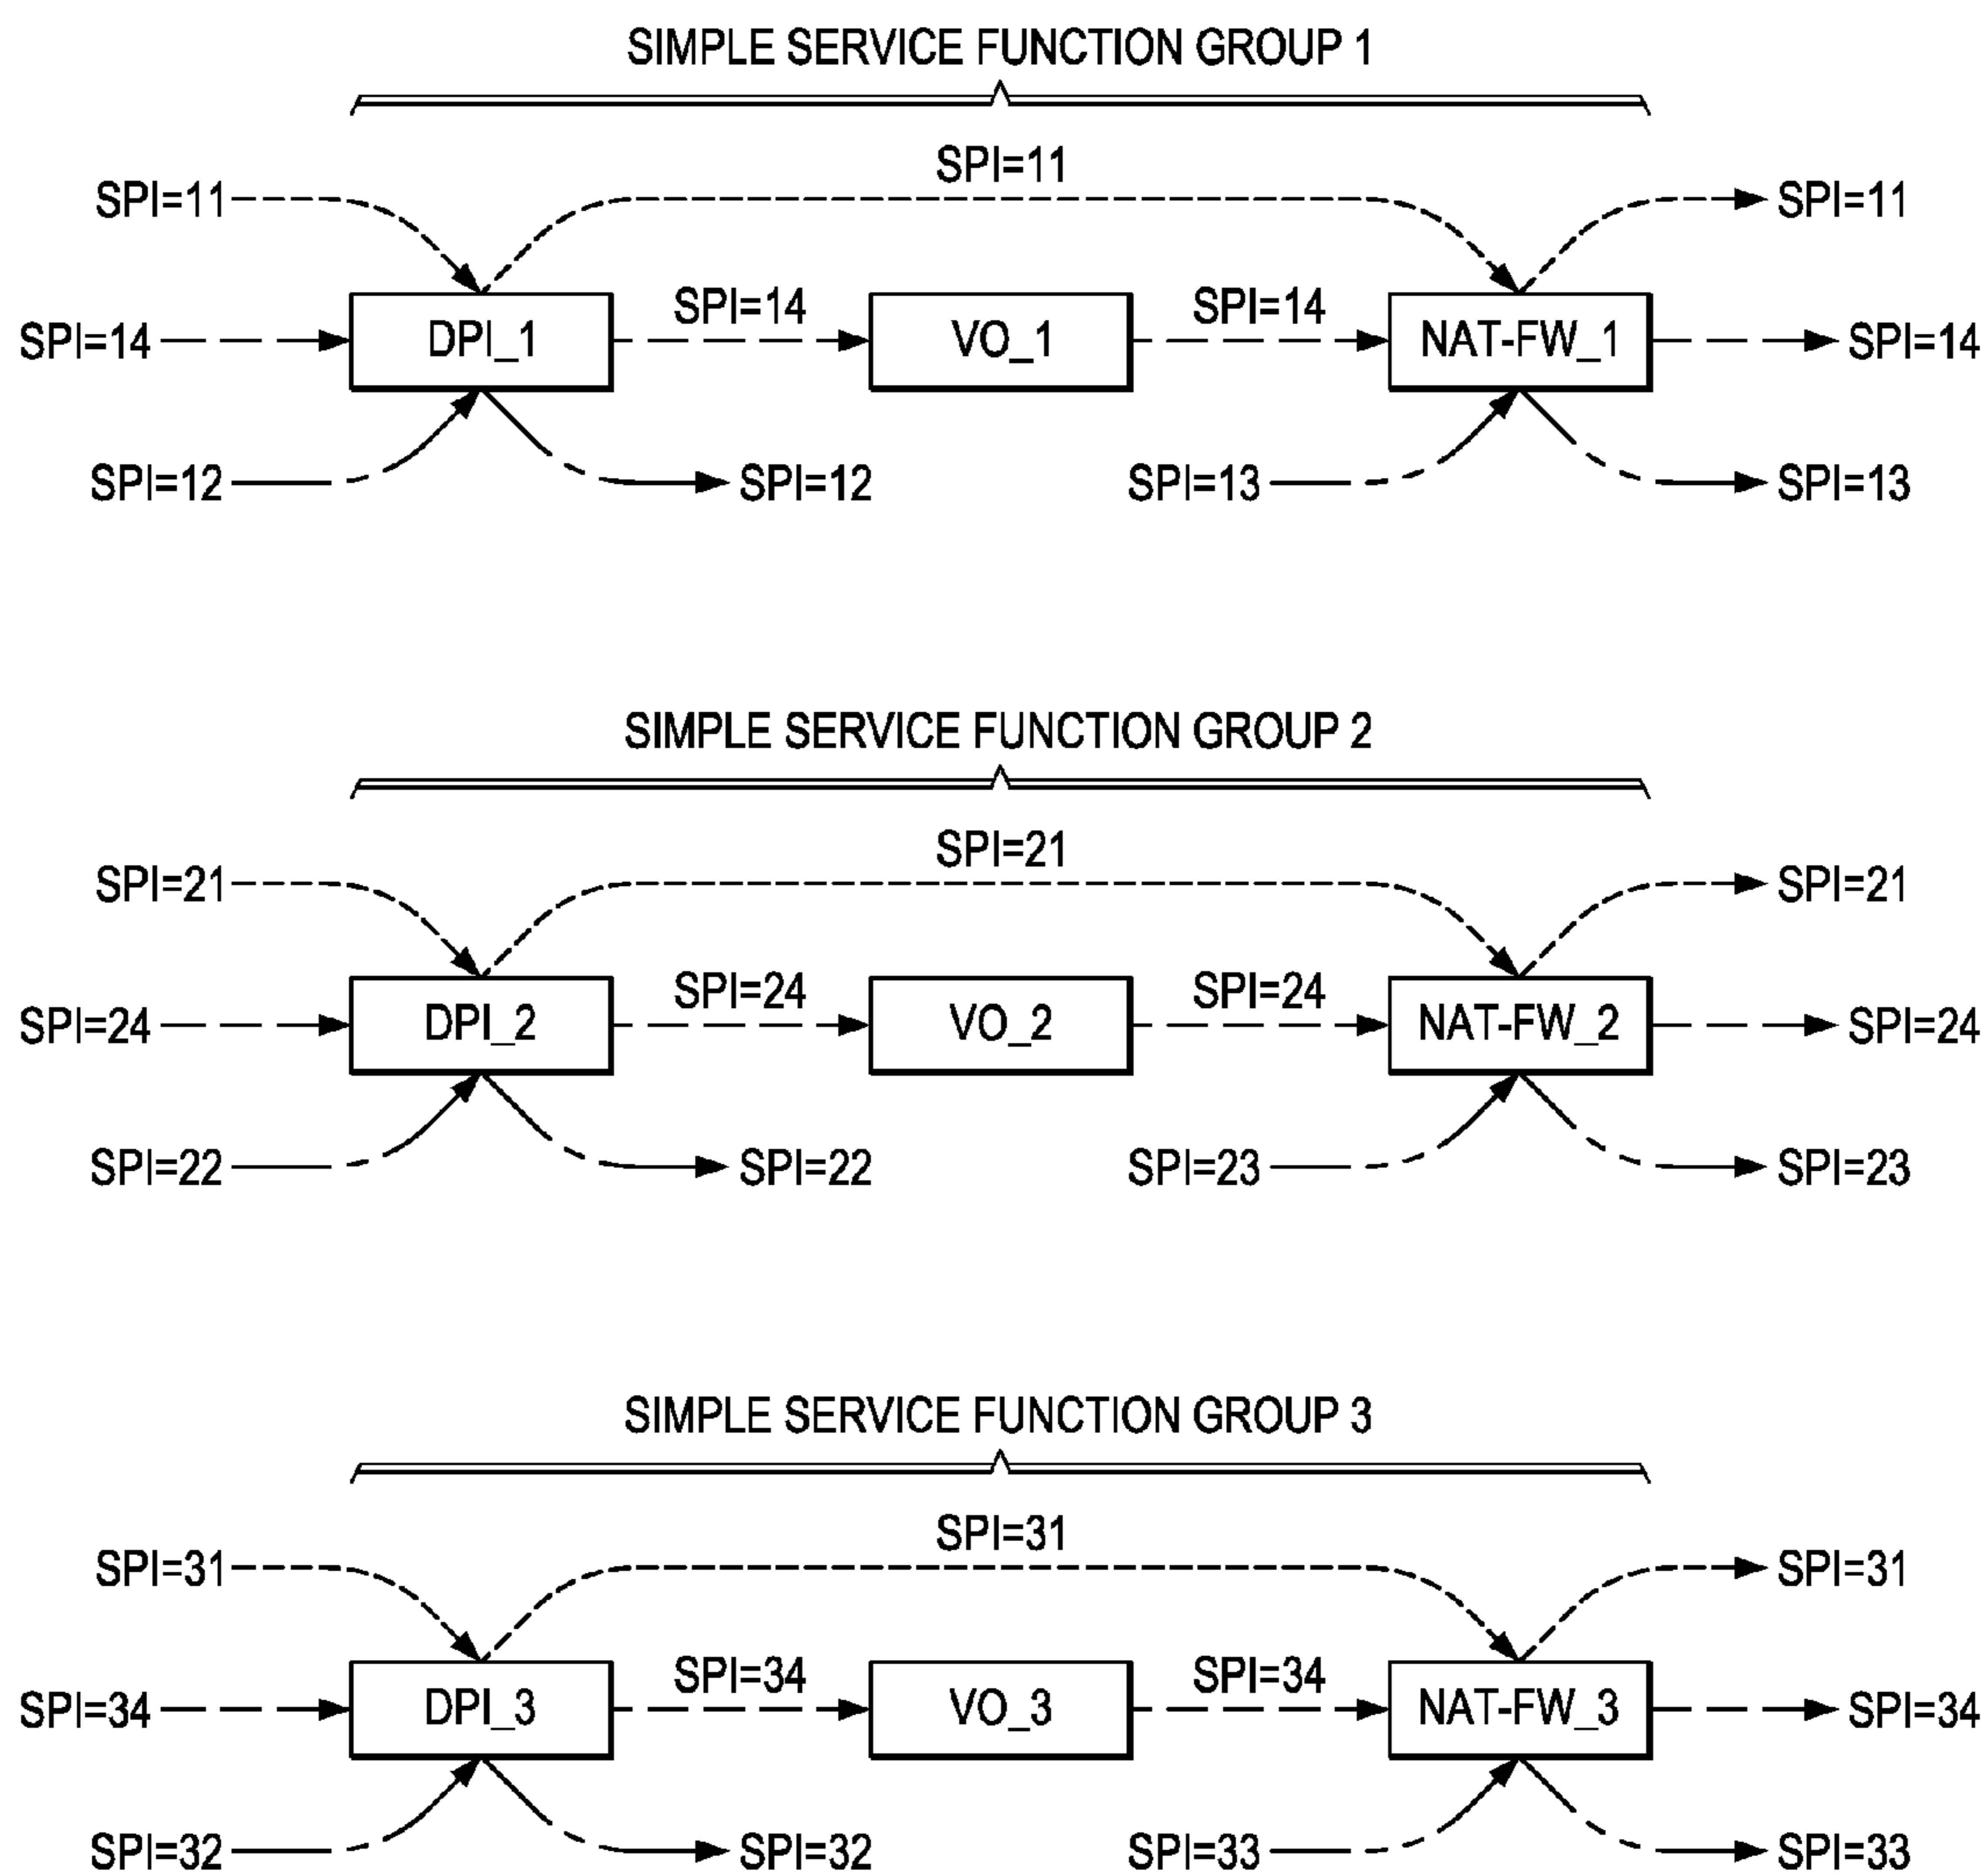 SIMPLE SERVICE FUNCTION GROUP 1
SPI=11
SPI=11 SPI=11
SPI=14 SPI=14
SPI=14 DPI_1 VO_1 NAT-FW_1 SPI=14
SPI=12 SPI=12 SPI=13 SPI=13
SIMPLE SERVICE FUNCTION GROUP 2
SPI=21
SPI=21 SPI=21
SPI=24 SPI=24
SPI=24 DPI_2 VO_2 NAT-FW_2 SPI=24
SPI=22 SPI=22 SPI=23 SPI=23
SIMPLE SERVICE FUNCTION GROUP 3
SPI=31
SPI=31 SPI=31
SPI=34 SPI=34
SPI=34 DPI_3 VO_3 NAT-FW_3 SPI=34
SPI=32 SPI=32 SPI=33 SPI=33